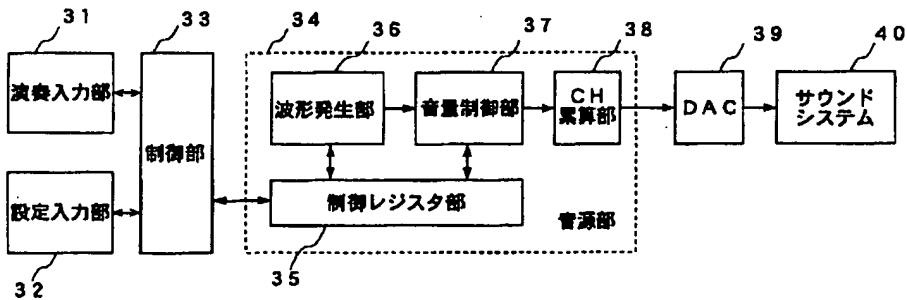 31
33
34
36
37
38
39
40
演奏入力部
制御部
波形発生部
音量制御部
CH
累算部
DAC
サウンド
システム
設定入力部
制御レジスタ部
音源部
32
35